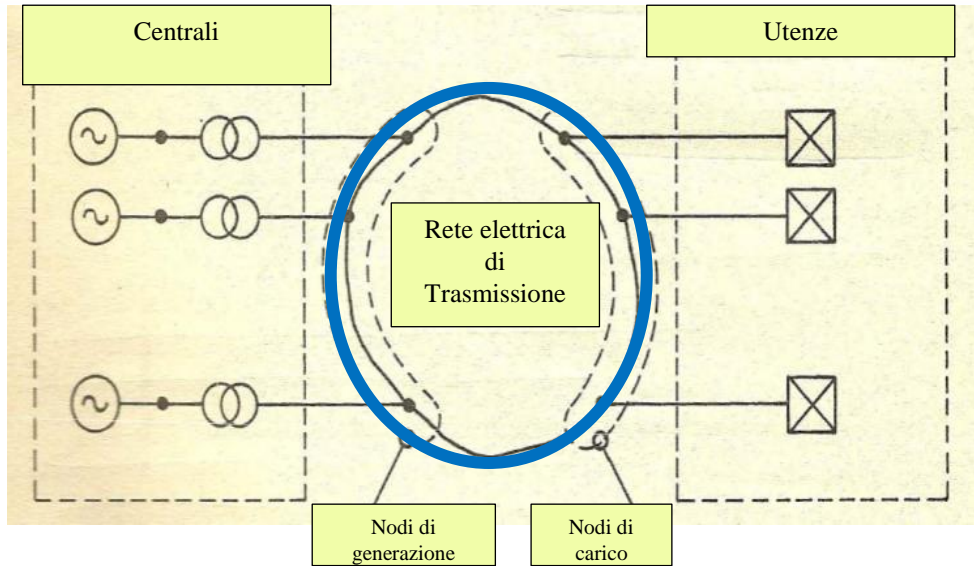 Centrali
Utenze
Rete elettrica
di
Trasmissione
Nodi di
generazione
Nodi di
carico